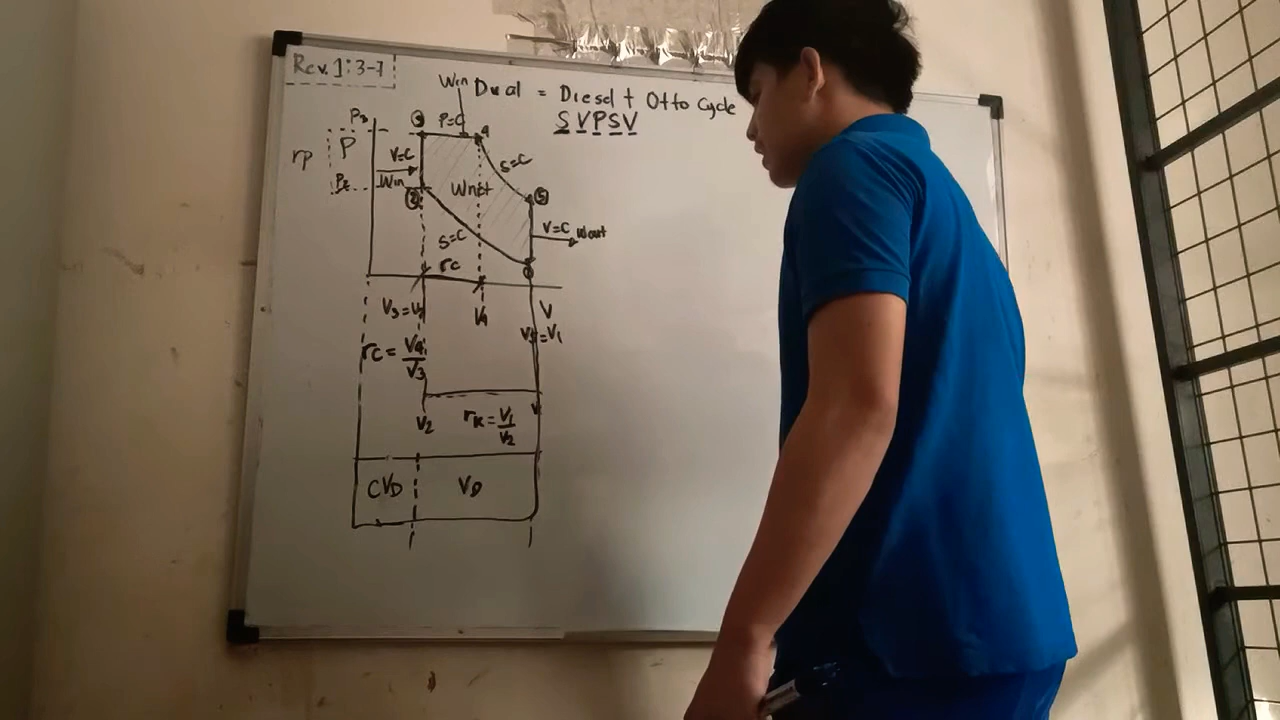 Rev. 1: 3-7
Dual = Diesel + Otto Cycle
SVPSV
Win
P3
P=C
3
4
rp
P
V=C
S=C
P2
Win
Wnet
2
5
V=C
Wout
S=C
rc
1
V3=V2
V4
V
V5=V1
rc = V4/V3
V2
rk = V1/V2
CVD
VD